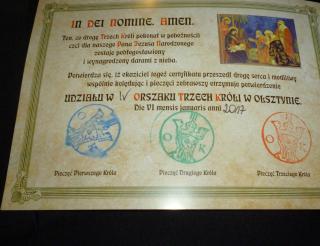 In Dei nomine. Amen.
Ten, co drogę Trzech Króli pokonał w pobożności
czci dla naszego Pana Jezusa Narodzonego
zostaje pobłogosławiony
i wynagrodzony darami z nieba.
Potwierdza się, iż okaziciel tegoż certyfikatu przeszedł drogę serca i modlitwy
wspólnie kolędując i pieczęci zebrawszy otrzymuje potwierdzenie
udziału w IV Orszaku Trzech Króli w Olsztynie.
Die VI mensis januaris anni 2017
K O
K O
K O
Pieczęć Pierwszego Króla
Pieczęć Drugiego Króla
Pieczęć Trzeciego Króla